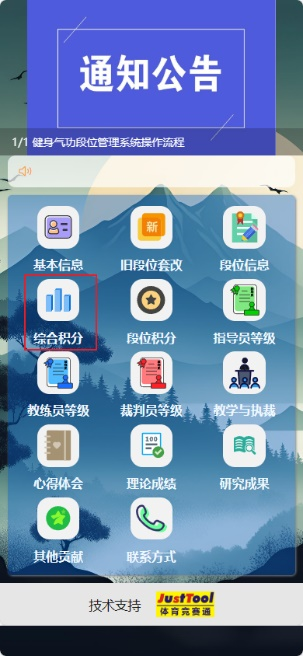 通知公告
1/1 健身气功段位管理系统操作流程
基本信息 旧段位套改 段位信息
综合积分 段位积分 指导员等级
教练员等级 裁判员等级 教学与执裁
心得体会 理论成绩 研究成果
其他贡献 联系方式
新
100
技术支持 JustTool
体育竞赛通